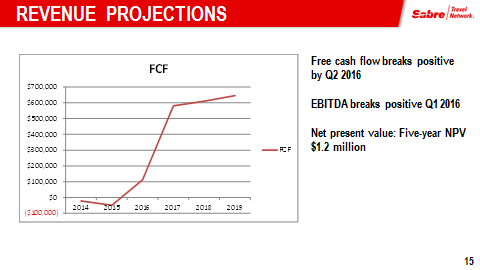 REVENUE PROJECTIONS
Sabre Travel Network.
FCF
$700,000
$600,000
$500,000
$400,000
$300,000
$200,000
$100,000
$0
($100,000)
2014 2015 2016 2017 2018 2019
FCF
Free cash flow breaks positive
by Q2 2016
EBITDA breaks positive Q1 2016
Net present value: Five-year NPV
$1.2 million
15